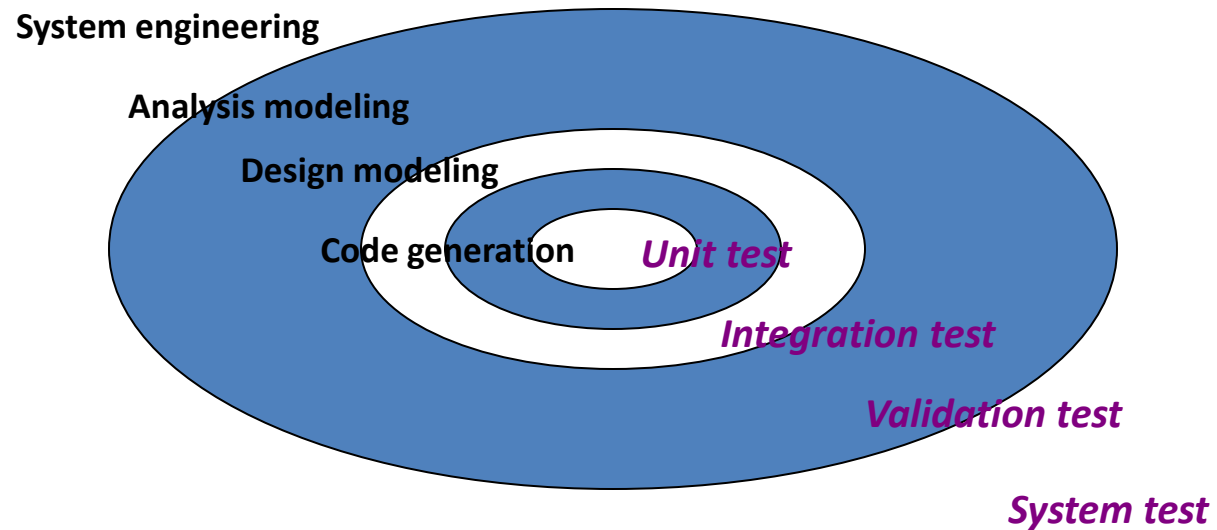 System engineering
Analysis modeling
Design modeling
Code generation
Unit test
Integration test
Validation test
System test